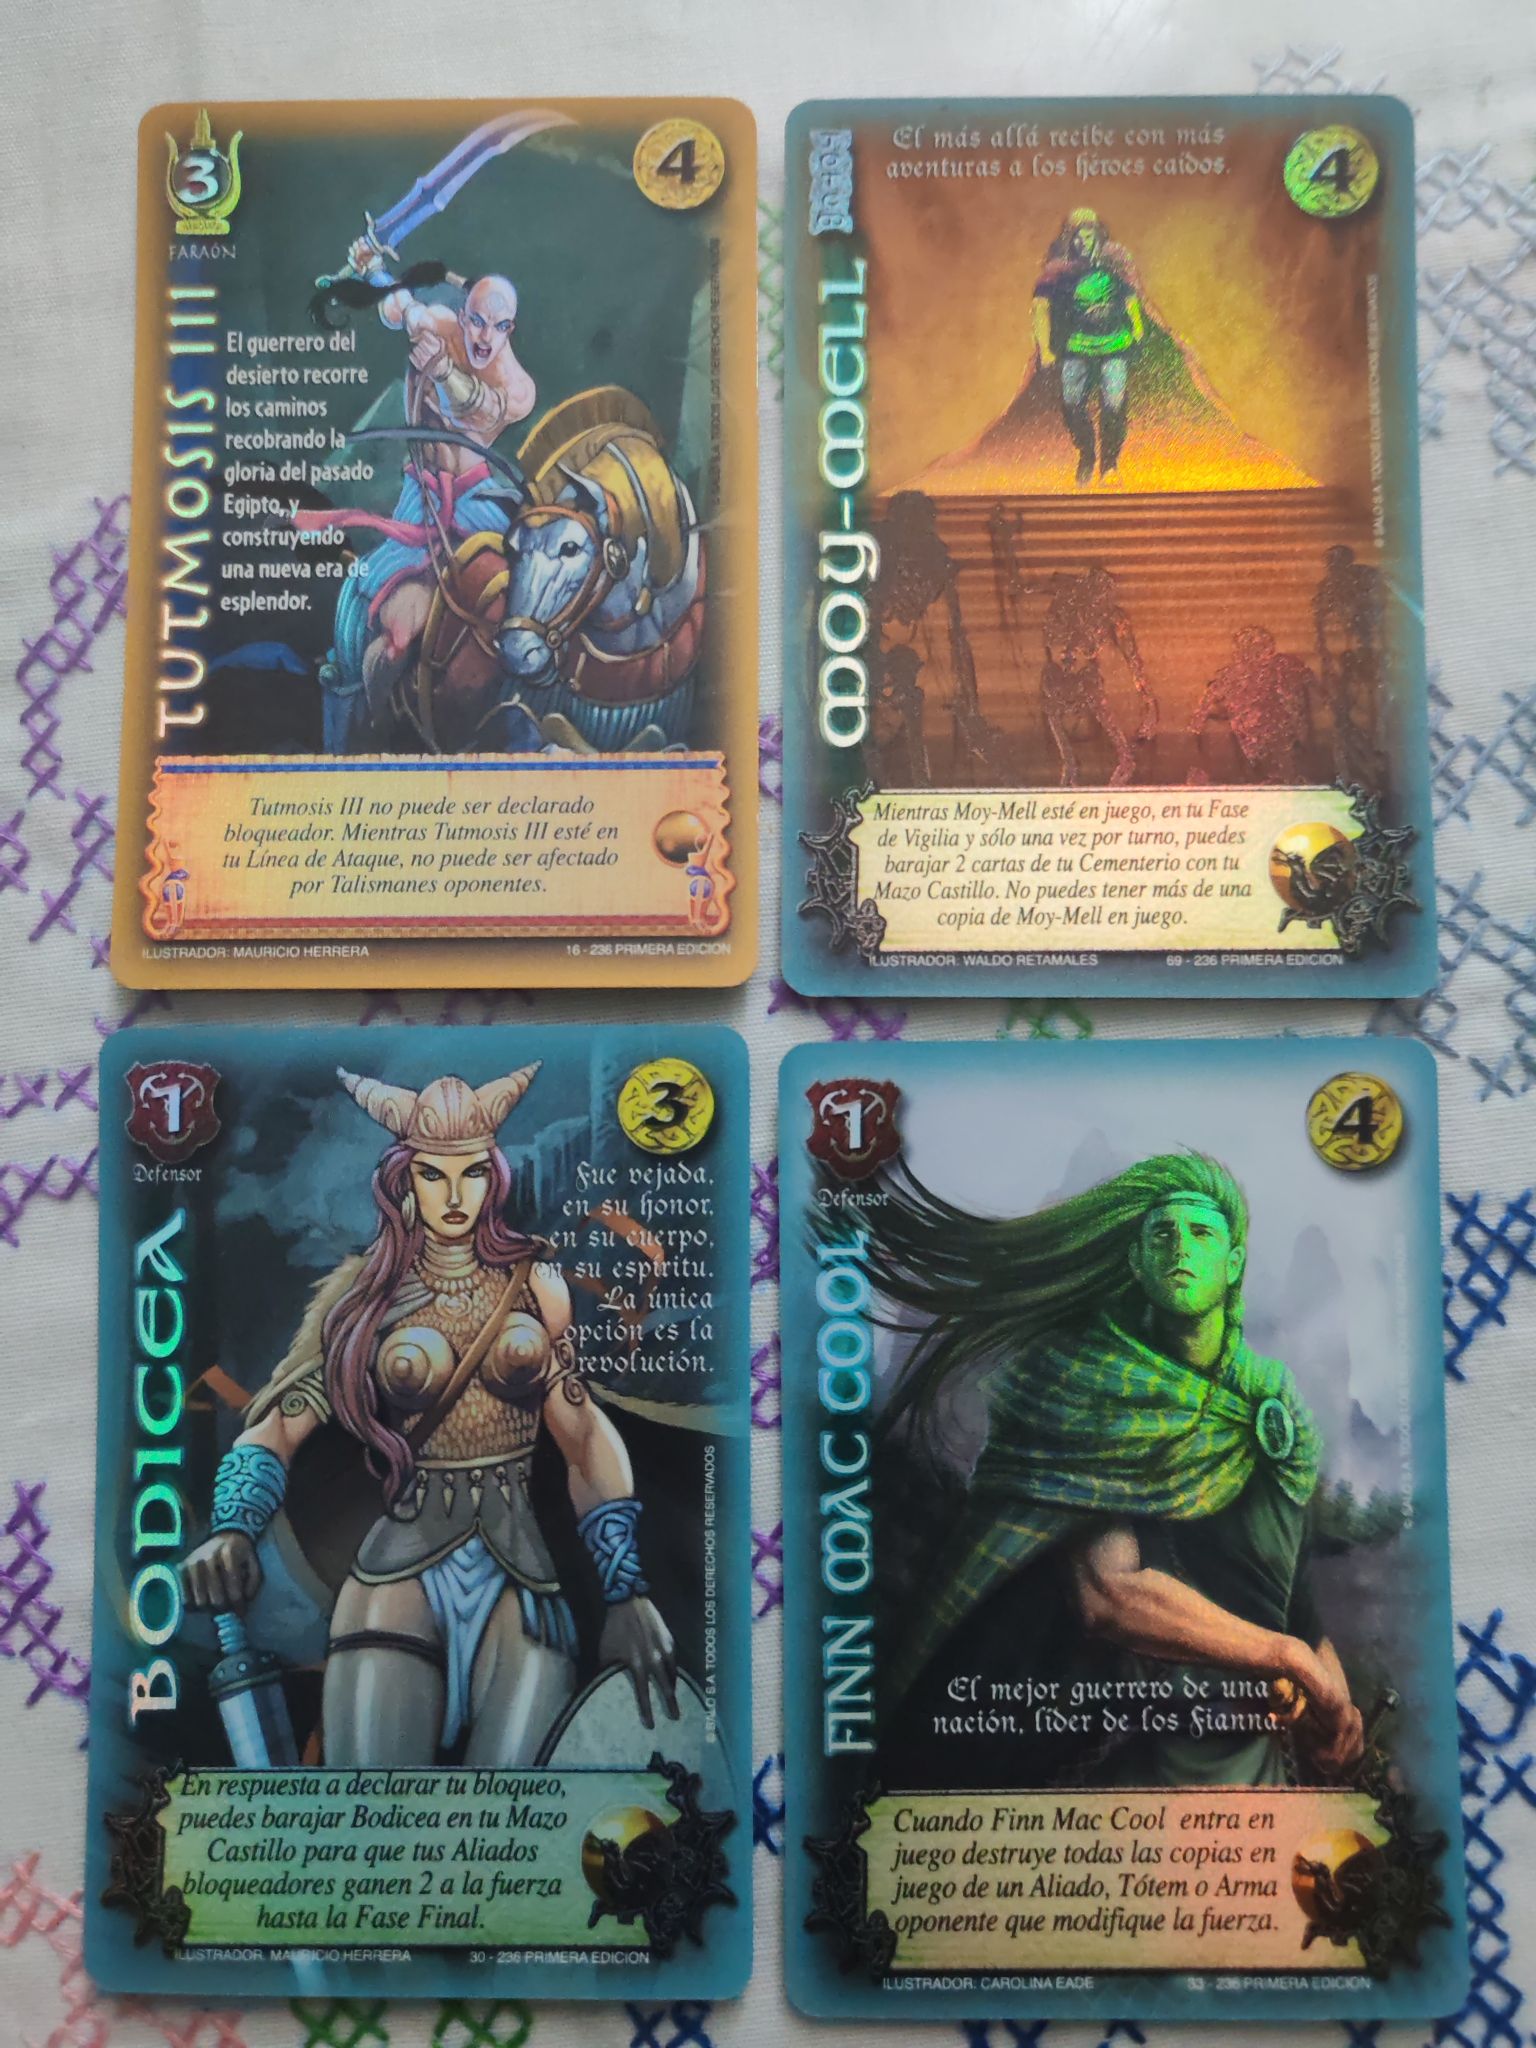 3
FARAÓN
4
TUTMOSIS III
El guerrero del
desierto recorre
los caminos
recobrando la
gloria del pasado
Egipto, y
construyendo
una nueva era de
esplendor.
Tutmosis III no puede ser declarado
bloqueador. Mientras Tutmosis III esté en
tu Línea de Ataque, no puede ser afectado
por Talismanes oponentes.
ILUSTRADOR: MAURICIO HERRERA
16 - 236 PRIMERA EDICION
El más allá recibe con más
aventuras a los héroes caídos.
4
MOY-MELL
© SALO S.A. TODOS LOS DERECHOS RESERVADOS
Mientras Moy-Mell esté en juego, en tu Fase
de Vigilia y sólo una vez por turno, puedes
barajar 2 cartas de tu Cementerio con tu
Mazo Castillo. No puedes tener más de una
copia de Moy-Mell en juego.
ILUSTRADOR: WALDO RETAMALES
69 - 236 PRIMERA EDICION
1
Defensor
3
BODICEA
Fue vejada,
en su honor,
en su cuerpo,
en su espíritu.
La única
opción es la
revolución.
© SALO S.A. TODOS LOS DERECHOS RESERVADOS
En respuesta a declarar tu bloqueo,
puedes barajar Bodicea en tu Mazo
Castillo para que tus Aliados
bloqueadores ganen 2 a la fuerza
hasta la Fase Final.
ILUSTRADOR: MAURICIO HERRERA
30 - 236 PRIMERA EDICION
1
Defensor
4
FINN MAC COOL
El mejor guerrero de una
nación, líder de los Fianna.
Cuando Finn Mac Cool entra en
juego destruye todas las copias en
juego de un Aliado, Tótem o Arma
oponente que modifique la fuerza.
ILUSTRADOR: CAROLINA EADE
33 - 236 PRIMERA EDICION